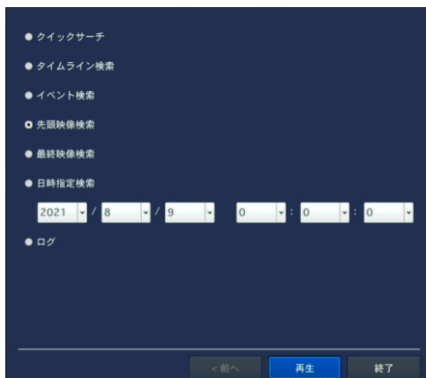 クイックサーチ
タイムライン検索
イベント検索
先頭映像検索
最終映像検索
日時指定検索
2021 / 8 / 9 0 : 0 : 0
ログ
<前へ 再生 終了